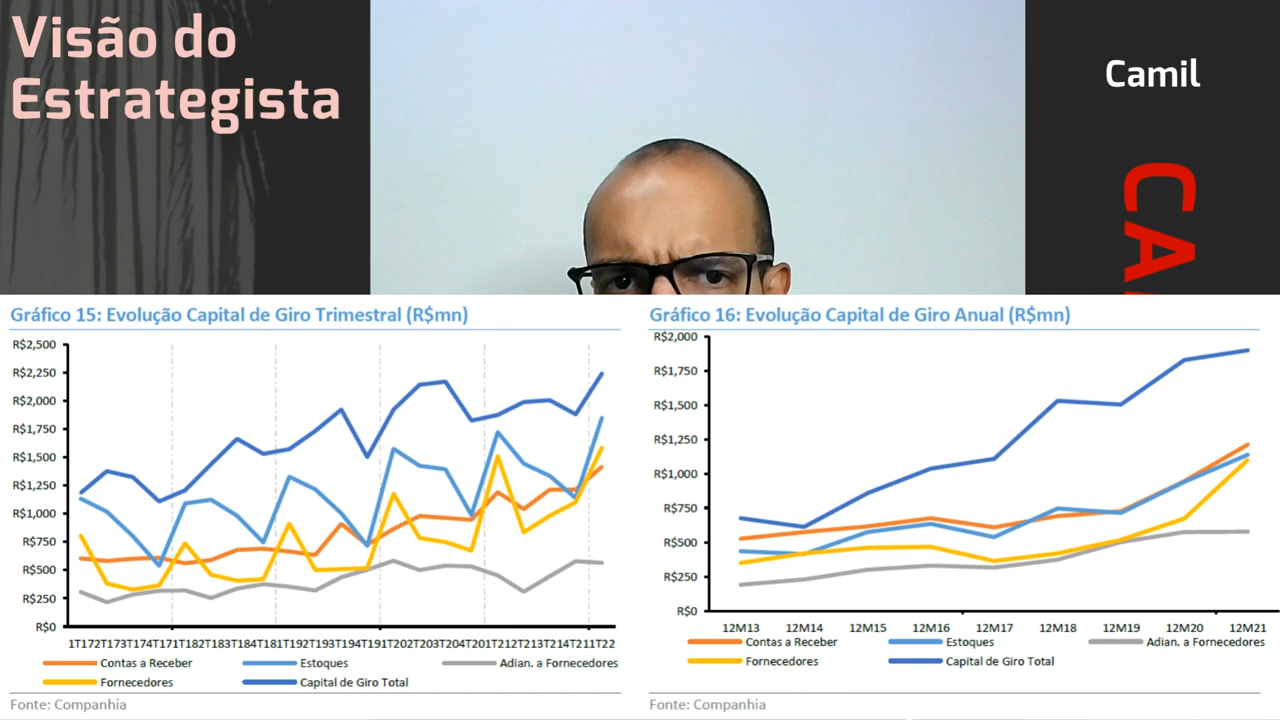 Visão do
Estrategista
Camil
CA
Gráfico 15: Evolução Capital de Giro Trimestral (R$mn)
R$2,500
R$2,250
R$2,000
R$1,750
R$1,500
R$1,250
R$1,000
R$750
R$500
R$250
R$0
1T172T173T174T171T182T183T184T181T192T193T194T191T202T203T204T201T212T213T214T211T22
Contas a Receber
Estoques
Adian. a Fornecedores
Fornecedores
Capital de Giro Total
Fonte: Companhia
Gráfico 16: Evolução Capital de Giro Anual (R$mn)
R$2,000
R$1,750
R$1,500
R$1,250
R$1,000
R$750
R$500
R$250
R$0
12M13 12M14 12M15 12M16 12M17 12M18 12M19 12M20 12M21
Contas a Receber
Estoques
Adian. a Fornecedores
Fornecedores
Capital de Giro Total
Fonte: Companhia